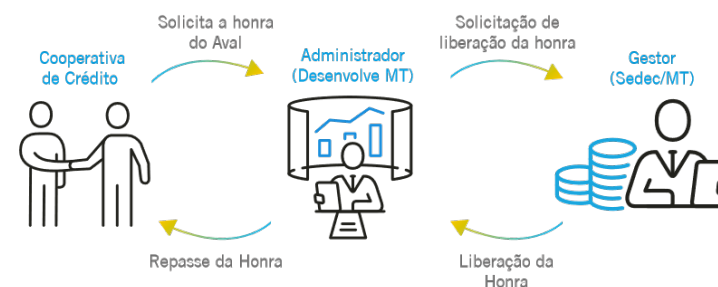 Solicita a honra
do Aval
Solicitação de
liberação da honra
Cooperativa
de Crédito
Administrador
(Desenvolve MT)
Gestor
(Sedec/MT)
Repasse da Honra
Liberação da
Honra